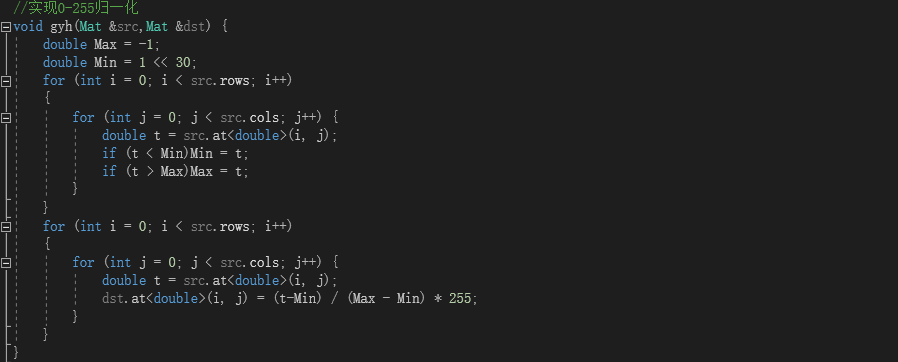 //实现0-255归一化
void gyh(Mat &src,Mat &dst) {
    double Max = -1;
    double Min = 1 << 30;
    for (int i = 0; i < src.rows; i++)
    {
        for (int j = 0; j < src.cols; j++) {
            double t = src.at<double>(i, j);
            if (t < Min)Min = t;
            if (t > Max)Max = t;
        }
    }
    for (int i = 0; i < src.rows; i++)
    {
        for (int j = 0; j < src.cols; j++) {
            double t = src.at<double>(i, j);
            dst.at<double>(i, j) = (t-Min) / (Max - Min) * 255;
        }
    }
}